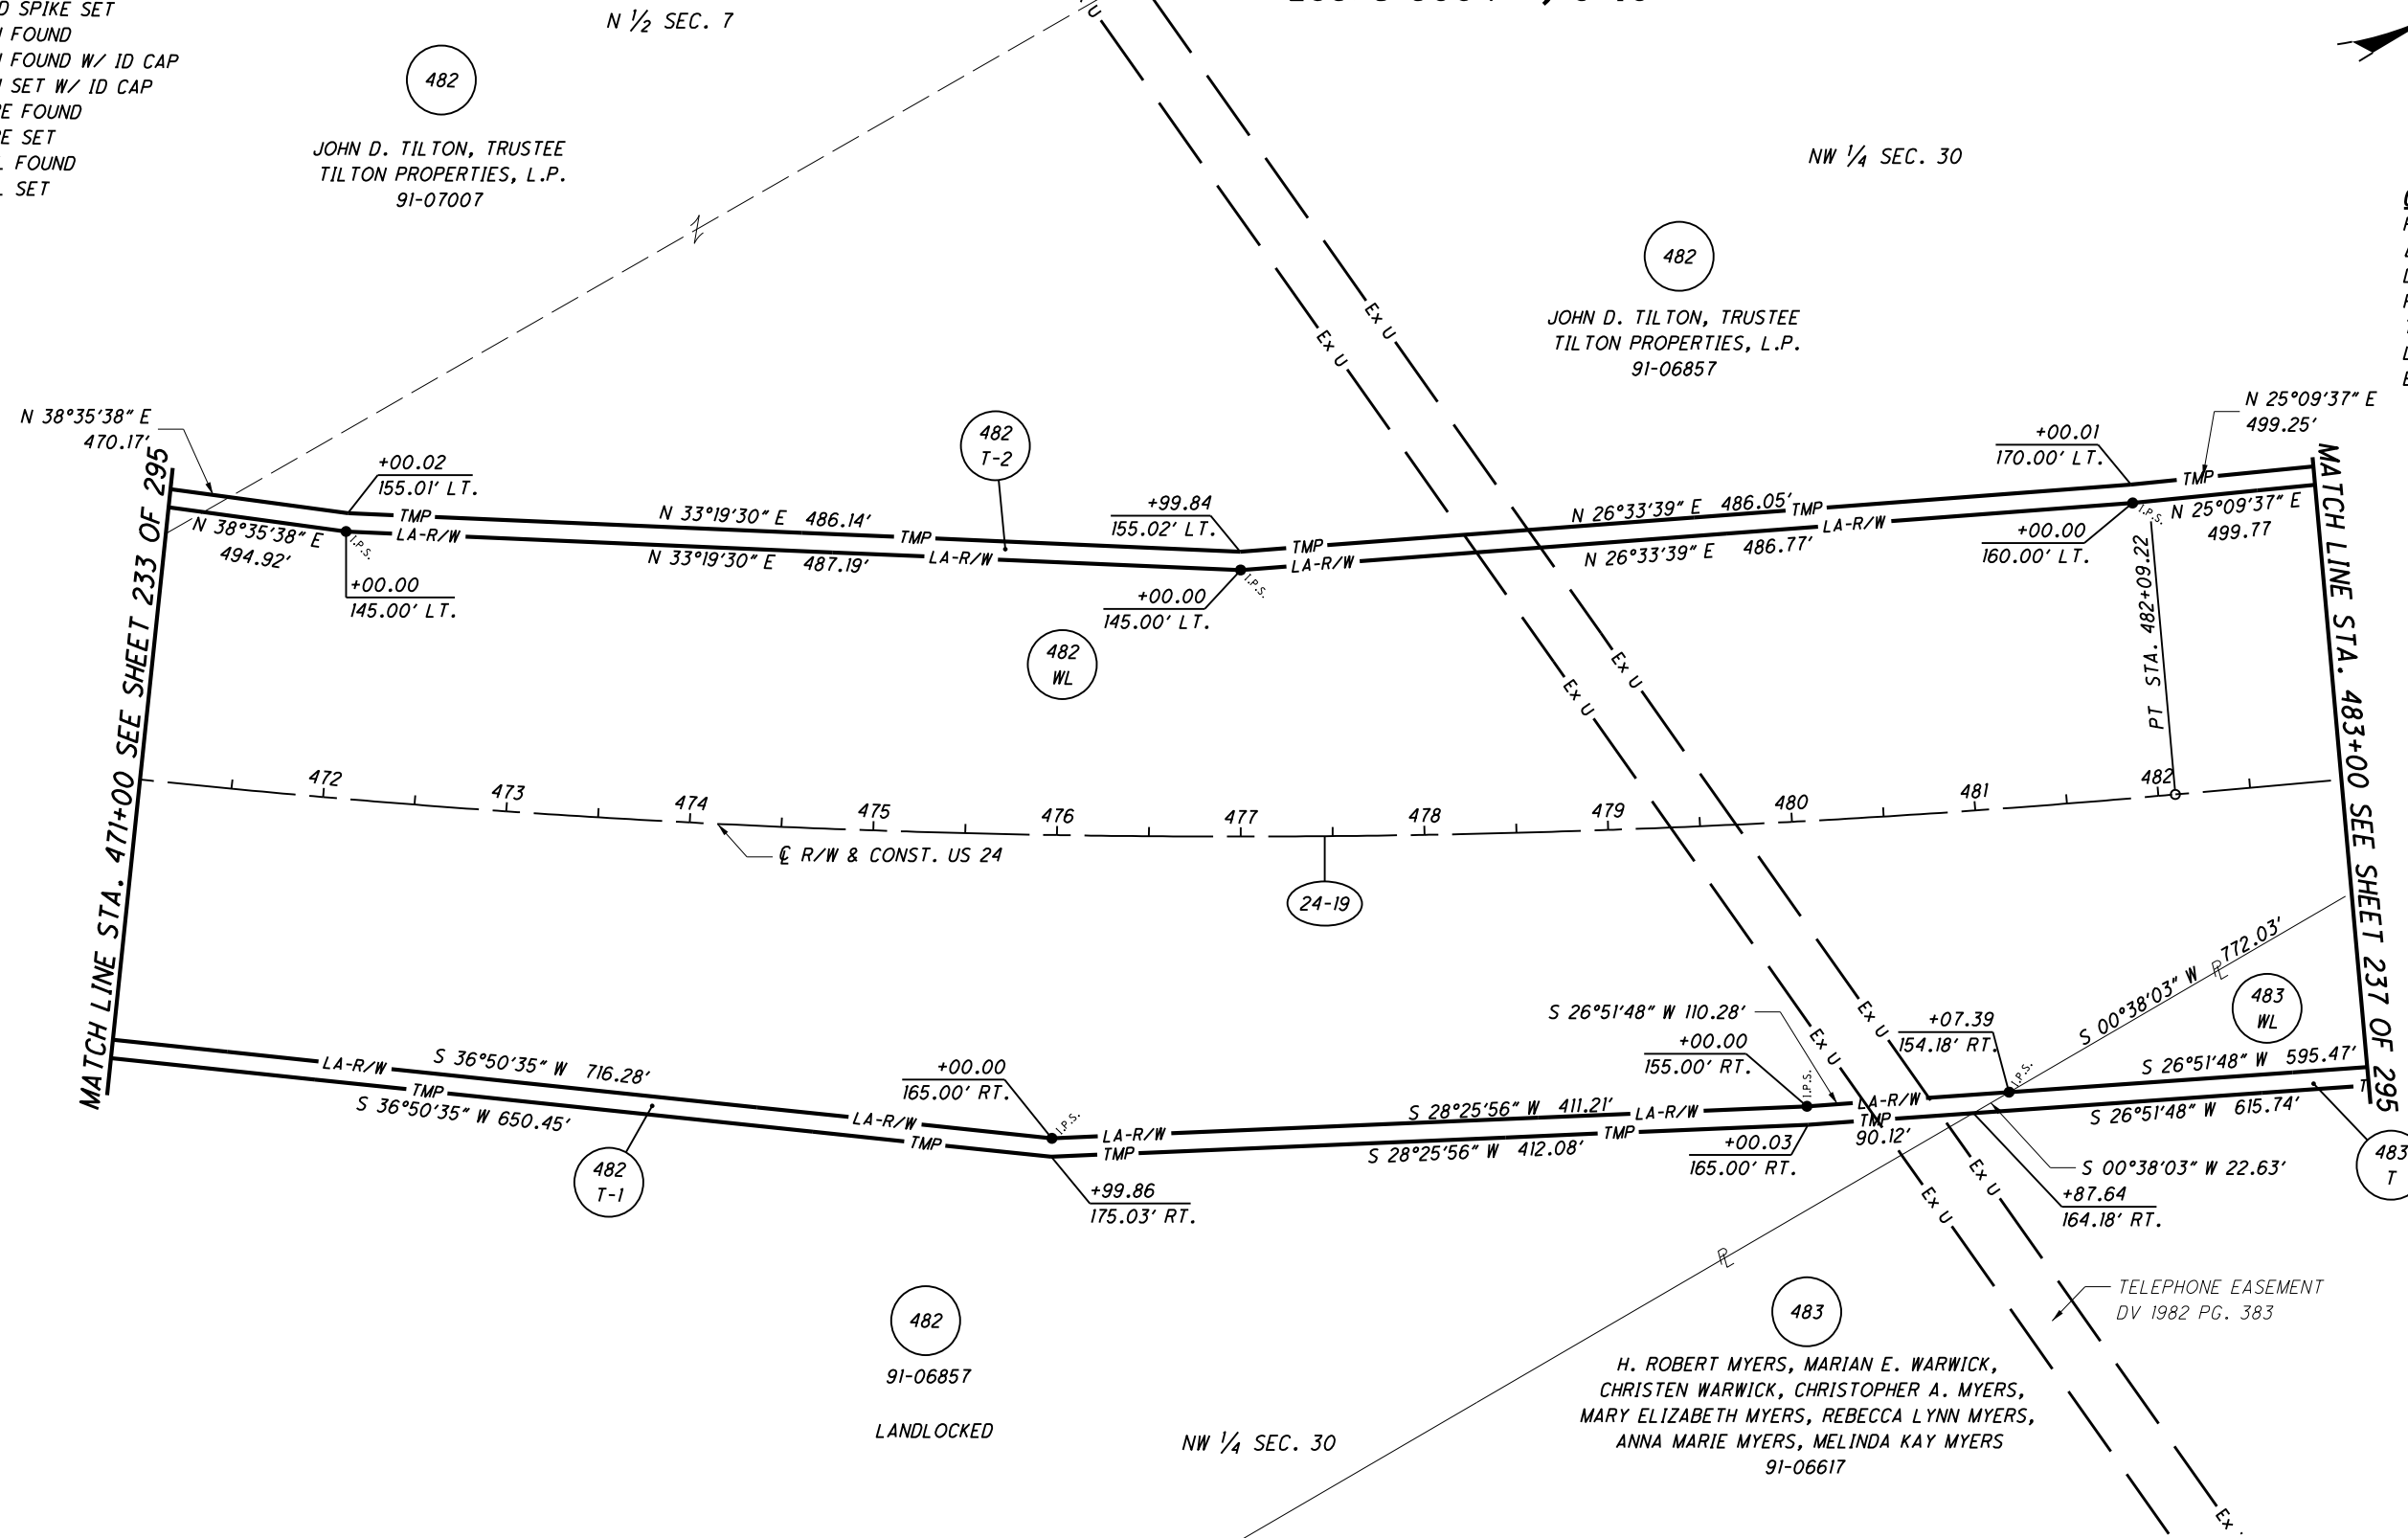 SPIKE SET
FOUND
FOUND W/ ID CAP
SET W/ ID CAP
FOUND
SET
FOUND
SET
N ½ SEC. 7
482
JOHN D. TILTON, TRUSTEE
TILTON PROPERTIES, L.P.
91-07007
U
NW ¼ SEC. 30
482
JOHN D. TILTON, TRUSTEE
TILTON PROPERTIES, L.P.
91-06857
Ex U
Ex U
N 38°35'38" E
470.17'
+00.02
155.01' LT.
482
T-2
+99.84
155.02' LT.
+00.01
170.00' LT.
N 25°09'37" E
499.25'
TMP
N 33°19'30" E 486.14'
TMP
TMP
N 26°33'39" E 486.05'
TMP
TMP
N 38°35'38" E
494.92'
I.P.S.
LA-R/W
N 33°19'30" E 487.19'
LA-R/W
I.P.S.
LA-R/W
N 26°33'39" E 486.77'
LA-R/W
I.P.S.
N 25°09'37" E
499.77
+00.00
145.00' LT.
+00.00
145.00' LT.
+00.00
160.00' LT.
482
WL
Ex U
Ex U
PT STA. 482+09.22
MATCH LINE STA. 471+00 SEE SHEET 233 OF 295
MATCH LINE STA. 483+00 SEE SHEET 237 OF 295
472
473
474
475
476
477
478
479
480
481
482
℄ R/W & CONST. US 24
24-19
S 00°38'03" W
PL
772.03'
483
WL
S 26°51'48" W 110.28'
Ex U
Ex U
+00.00
155.00' RT.
+07.39
154.18' RT.
I.P.S.
I.P.S.
LA-R/W
S 36°50'35" W 716.28'
LA-R/W
+00.00
165.00' RT.
I.P.S.
LA-R/W
S 28°25'56" W 411.21'
LA-R/W
LA-R/W
S 26°51'48" W 595.47'
TMP
S 36°50'35" W 650.45'
TMP
TMP
S 28°25'56" W 412.08'
TMP
TMP
90.12'
S 26°51'48" W 615.74'
T
482
T-1
+99.86
175.03' RT.
+00.03
165.00' RT.
S 00°38'03" W 22.63'
+87.64
164.18' RT.
483
T
Ex U
Ex U
PL
TELEPHONE EASEMENT
DV 1982 PG. 383
482
91-06857
LANDLOCKED
NW ¼ SEC. 30
483
H. ROBERT MYERS, MARIAN E. WARWICK,
CHRISTEN WARWICK, CHRISTOPHER A. MYERS,
MARY ELIZABETH MYERS, REBECCA LYNN MYERS,
ANNA MARIE MYERS, MELINDA KAY MYERS
91-06617
Ex